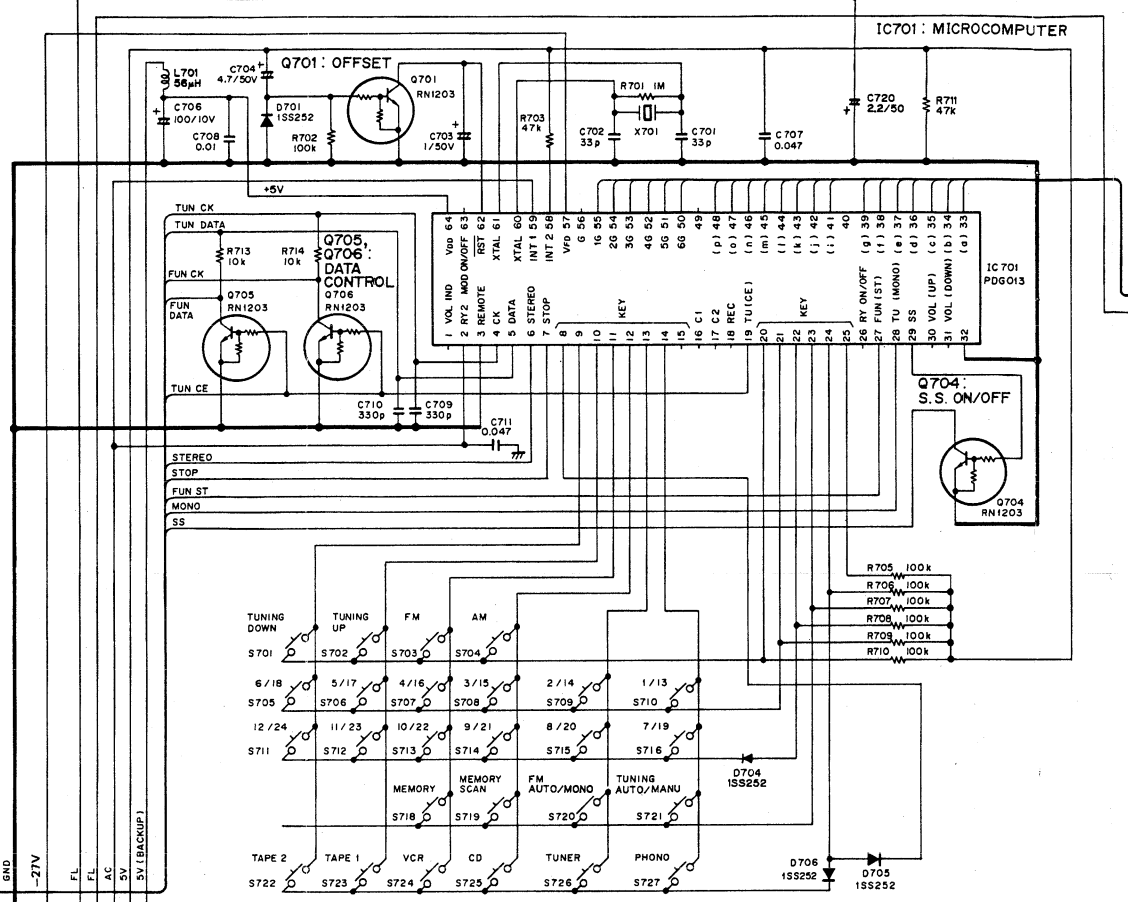 IC701: MICROCOMPUTER
L701
56µH
C704
4.7/50V
Q701: OFFSET
Q701
RN1203
D701
1SS252
C706
100/10V
C708
0.01
R702
100k
C703
1/50V
R703
47k
R701 1M
X701
C702
33p
C701
33p
C707
0.047
C720
2.2/50
R711
47k
+5V
TUN CK
TUN DATA
FUN CK
FUN
DATA
TUN CE
R713
10k
R714
10k
Q705,
Q706:
DATA
CONTROL
Q705
RN1203
Q706
RN1203
VDD 64
MOD ON/OFF 63
RST 62
XTAL 61
XTAL 60
INT 1 59
INT 2 58
VFD 57
G 56
1G 55
2G 54
3G 53
4G 52
5G 51
6G 50
49
(p) 48
(o) 47
(n) 46
(m) 45
(l) 44
(k) 43
(j) 42
(i) 41
40
(g) 39
(f) 38
(e) 37
(d) 36
(c) 35
(b) 34
(a) 33
1 VOL IND
2 RY2
3 REMOTE
4 CK
5 DATA
6 STEREO
7 STOP
8
9
10
11
12
13
14
15
KEY
16 C1
17 C2
18 REC
19 TU(CE)
20
21
22
23
24
25
KEY
26 RY ON/OFF
27 FUN(ST)
28 TU (MONO)
29 SS
30 VOL (UP)
31 VOL (DOWN)
32
IC701
PDG013
Q704:
S.S. ON/OFF
Q704
RN1203
C710
330p
C709
330p
C711
0.047
STEREO
STOP
FUN ST
MONO
SS
R705 100k
R706 100k
R707 100k
R708 100k
R709 100k
R710 100k
TUNING
DOWN
TUNING
UP
FM
AM
S701
S702
S703
S704
6/18
5/17
4/16
3/15
2/14
1/13
S705
S706
S707
S708
S709
S710
12/24
11/23
10/22
9/21
8/20
7/19
S711
S712
S713
S714
S715
S716
D704
1SS252
MEMORY
MEMORY
SCAN
FM
AUTO/MONO
TUNING
AUTO/MANU
S718
S719
S720
S721
TAPE 2
TAPE 1
VCR
CD
TUNER
PHONO
S722
S723
S724
S725
S726
S727
D706
1SS252
D705
1SS252
GND
-27V
FL
FL
AC
5V
5V (BACKUP)